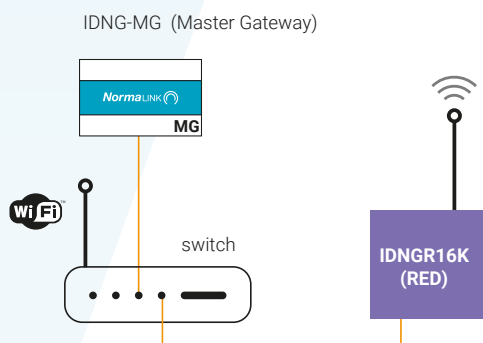 IDNG-MG (Master Gateway)
NormaLINK
MG
WiFi
switch
IDNGR16K
(RED)